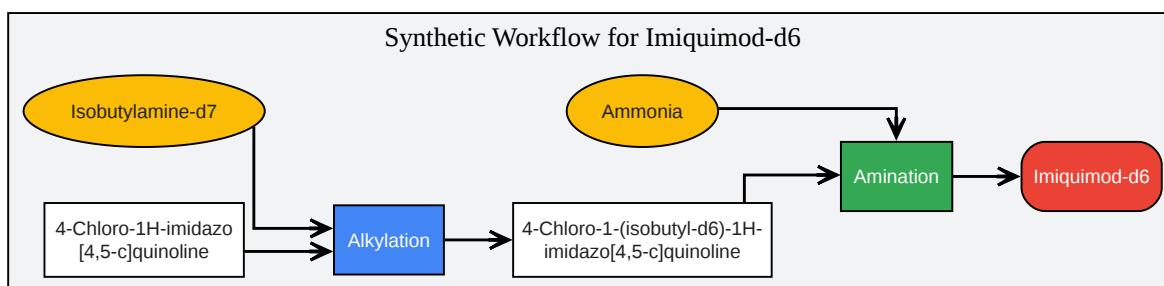 Synthetic Workflow for Imiquimod-d6
Isobutylamine-d7
Ammonia
4-Chloro-1H-imidazo
[4,5-c]quinoline
Alkylation
4-Chloro-1-(isobutyl-d6)-1H-
imidazo[4,5-c]quinoline
Amination
Imiquimod-d6